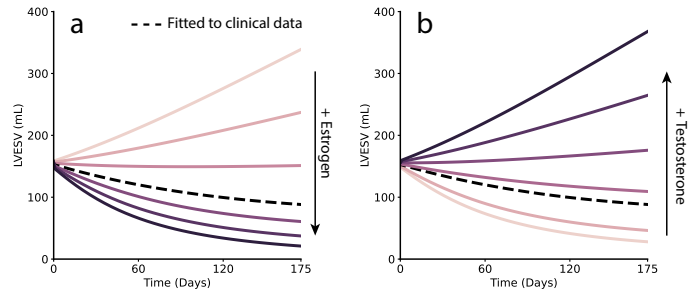 a
Fitted to clinical data
400
300
200
100
0
LVESV (mL)
0
60
120
175
Time (Days)
+ Estrogen
b
400
300
200
100
0
LVESV (mL)
0
60
120
175
Time (Days)
+ Testosterone